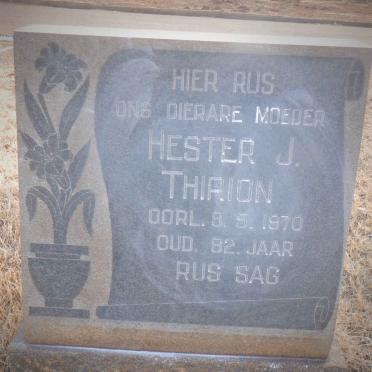 HIER RUS
ONS DIERARE MOEDER
HESTER J.
THIRION
OORL. 8. 5. 1970
OUD. 82. JAAR
RUS SAG